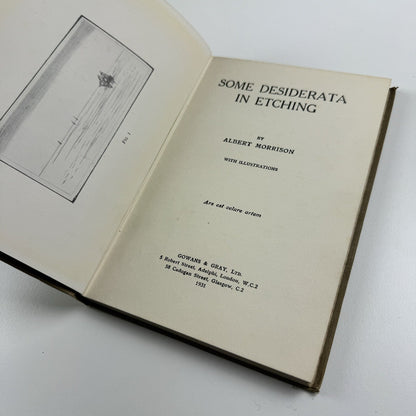 Fig 1
SOME DESIDERATA
IN ETCHING
BY
ALBERT MORRISON
WITH ILLUSTRATIONS
Ars est celare artem
GOWANS & GRAY, LTD.
5 Robert Street, Adelphi, London, W.C.2
58 Cadogan Street, Glasgow, C.2
1931